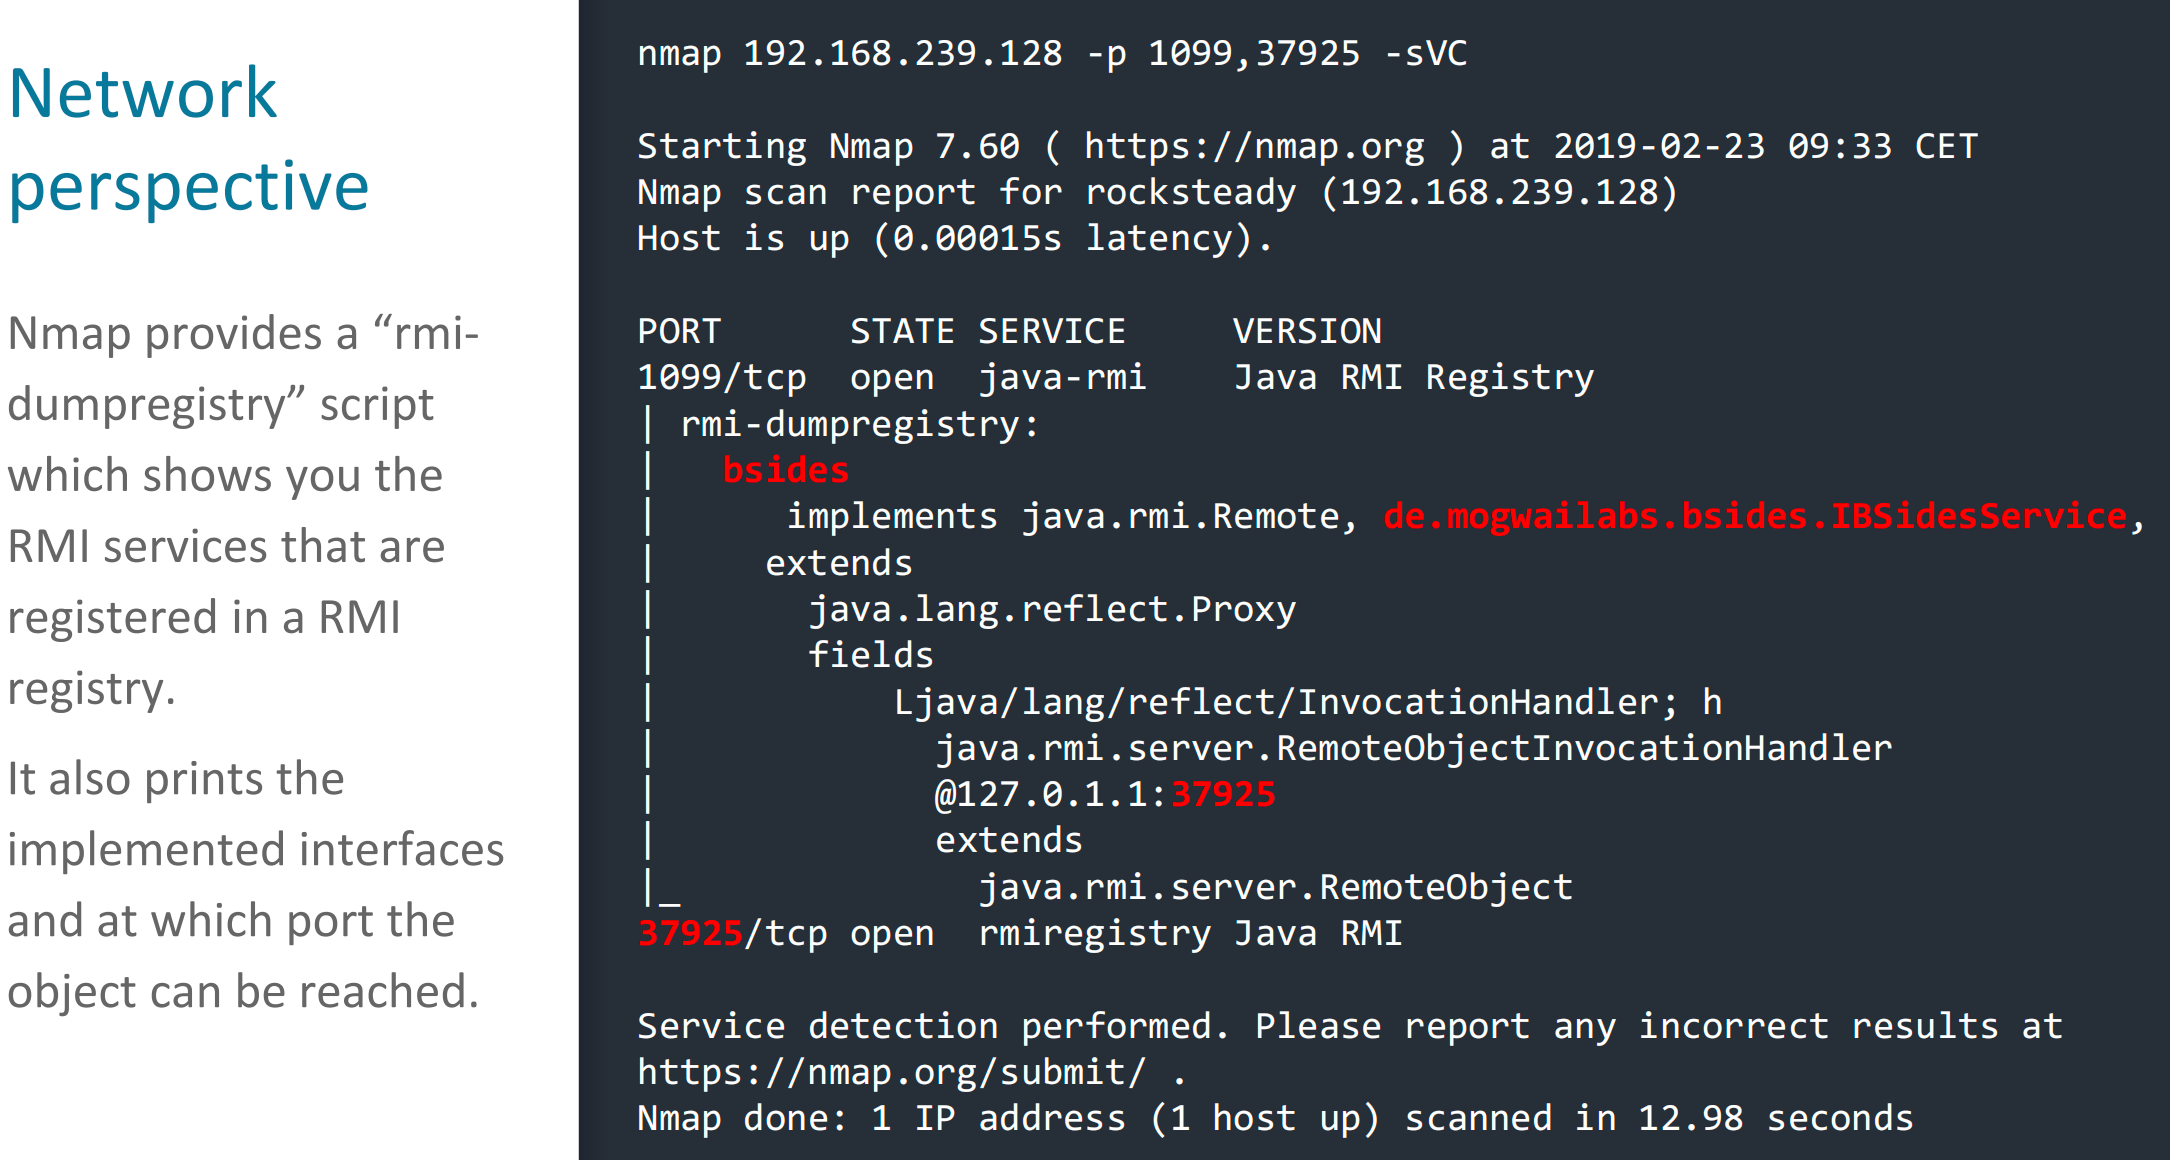 Network
perspective
Nmap provides a “rmi-
dumpregistry” script
which shows you the
RMI services that are
registered in a RMI
registry.
It also prints the
implemented interfaces
and at which port the
object can be reached.
nmap 192.168.239.128 -p 1099,37925 -sVC
Starting Nmap 7.60 ( https://nmap.org ) at 2019-02-23 09:33 CET
Nmap scan report for rocksteady (192.168.239.128)
Host is up (0.00015s latency).
PORT      STATE SERVICE     VERSION
1099/tcp  open  java-rmi    Java RMI Registry
| rmi-dumpregistry:
|   bsides
|      implements java.rmi.Remote, de.mogwailabs.bsides.IBSidesService,
|     extends
|       java.lang.reflect.Proxy
|       fields
|           Ljava/lang/reflect/InvocationHandler; h
|             java.rmi.server.RemoteObjectInvocationHandler
|             @127.0.1.1:37925
|             extends
|_              java.rmi.server.RemoteObject
37925/tcp open  rmiregistry Java RMI
Service detection performed. Please report any incorrect results at
https://nmap.org/submit/ .
Nmap done: 1 IP address (1 host up) scanned in 12.98 seconds